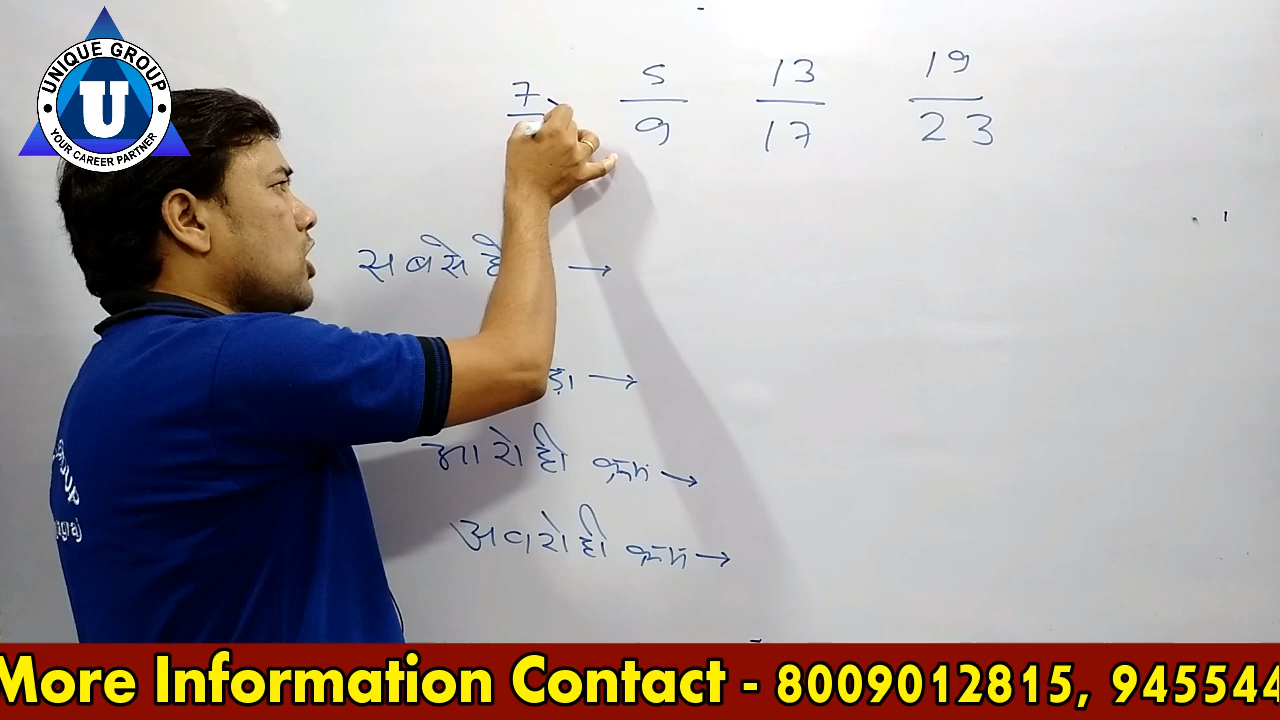 UNIQUE GROUP
U
YOUR CAREER PARTNER
7 5 13 19
9 17 23
सबसे →
→
आरोही क्रम →
अवरोही क्रम →
More Information Contact - 8009012815, 945544